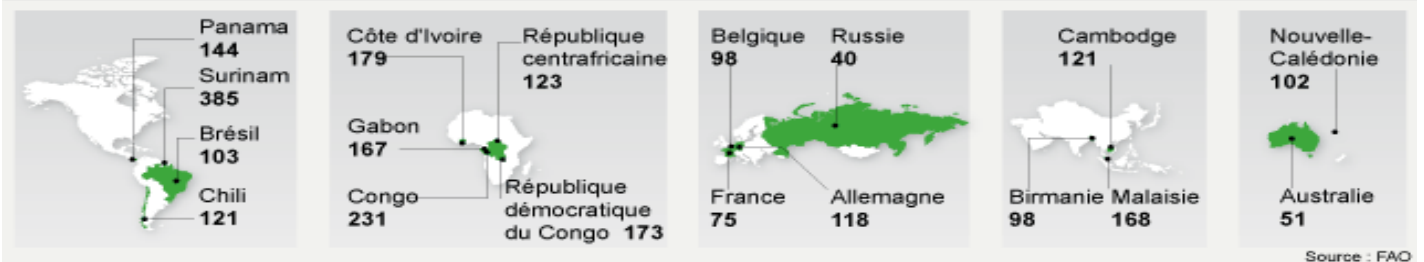 Panama
144
Surinam
385
Brésil
103
Chili
121
Côte d'Ivoire
179
République
centrafricaine
123
Gabon
167
Congo
231
République
démocratique
du Congo 173
Belgique
98
Russie
40
France
75
Allemagne
118
Cambodge
121
Birmanie
98
Malaisie
168
Nouvelle-
Calédonie
102
Australie
51
Source : FAO